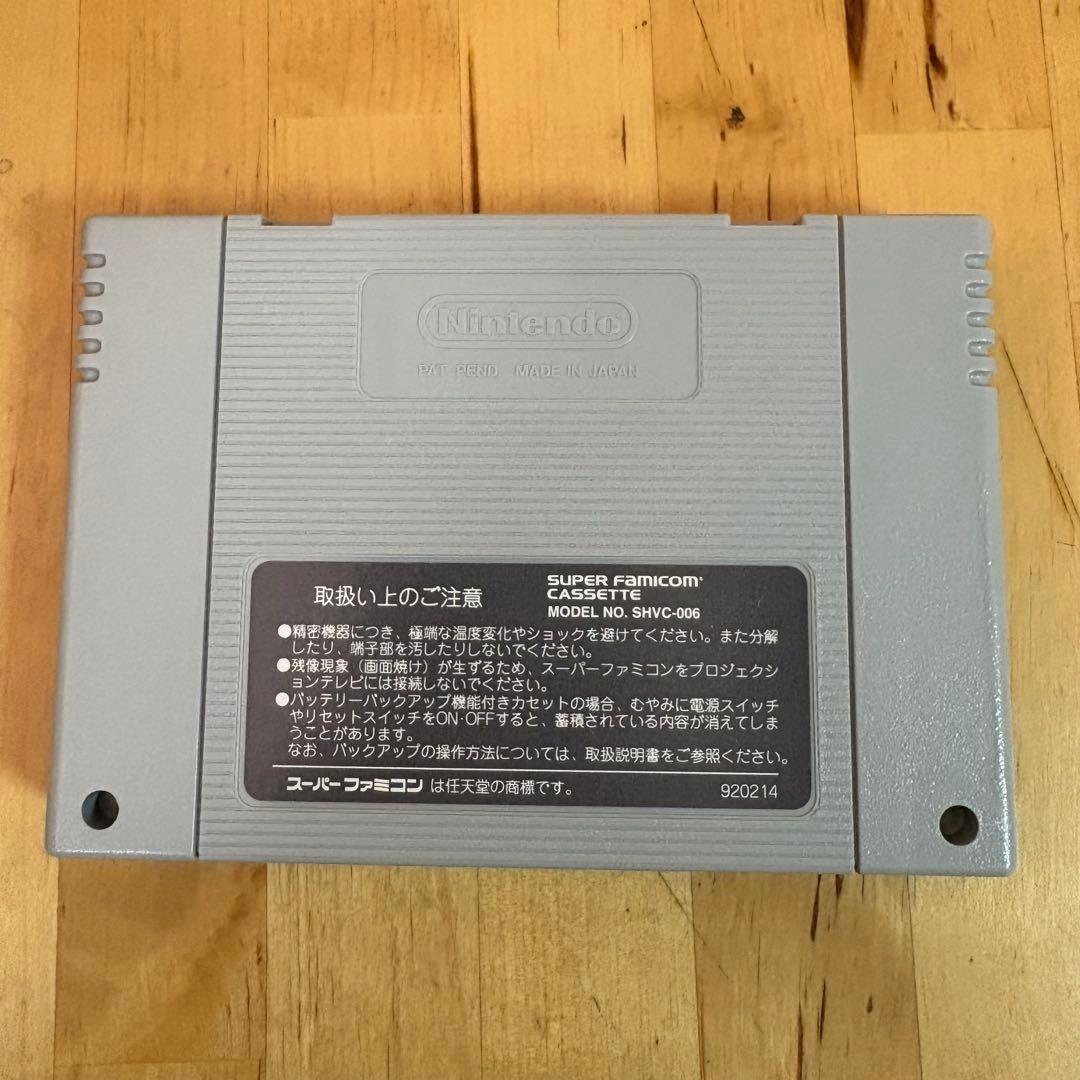 Nintendo
PAT. PEND. MADE IN JAPAN
取扱い上のご注意
SUPER FAMICOM
CASSETTE
MODEL NO. SHVC-006
●精密機器につき、極端な温度変化やショックを避けてください。また分解
したり、端子部を汚したりしないでください。
●残像現象（画面焼け）が生ずるため、スーパーファミコンをプロジェクシ
ョンテレビには接続しないでください。
●バッテリーバックアップ機能付きカセットの場合、むやみに電源スイッチ
やリセットスイッチをON·OFFすると、蓄積されている内容が消えてしま
うことがあります。
なお、バックアップの操作方法については、取扱説明書をご参照ください。
スーパーファミコン は任天堂の商標です。
920214